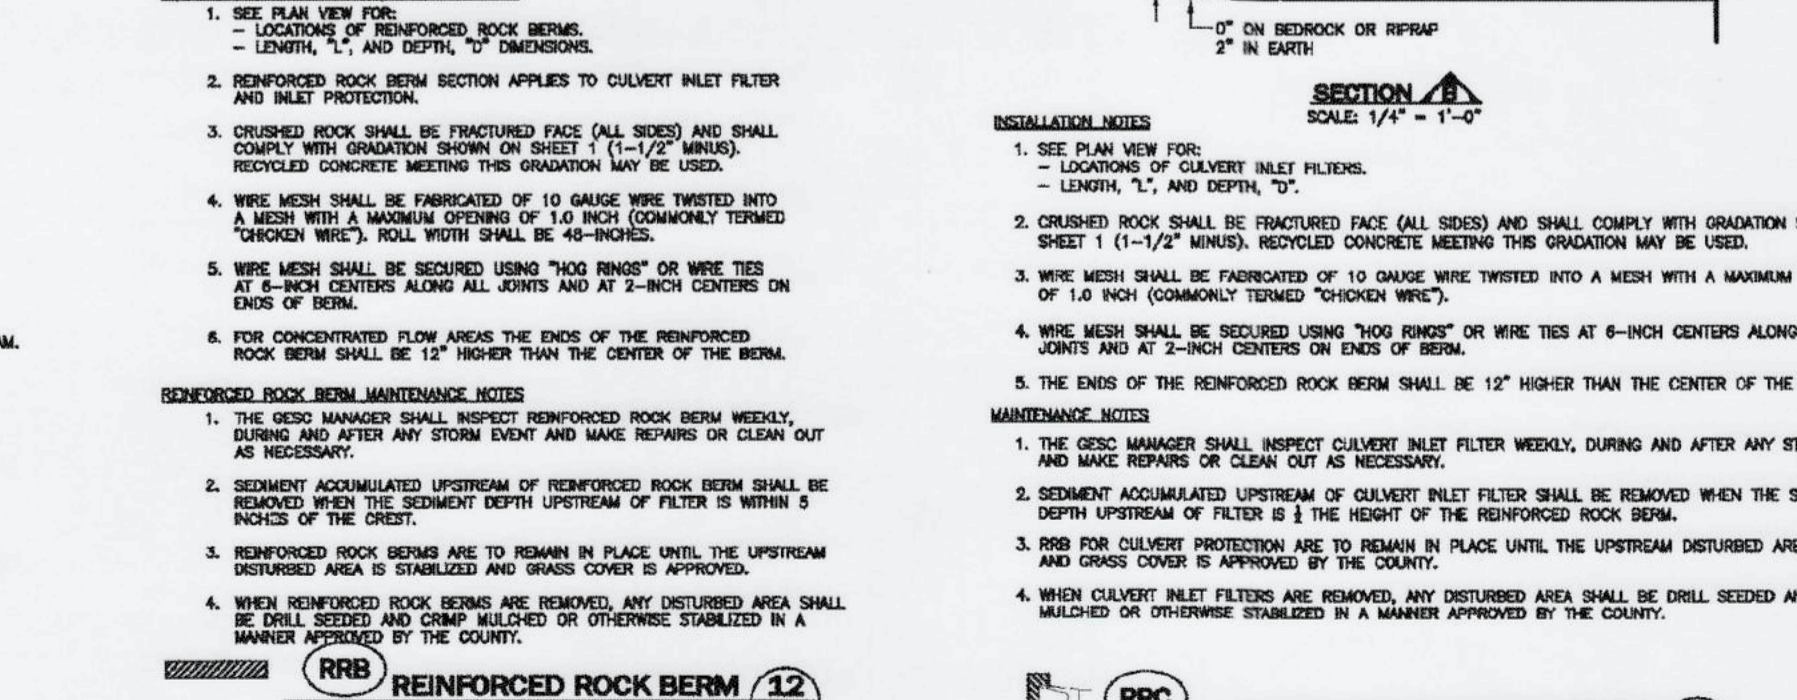 1. SEE PLAN VIEW FOR:
– LOCATIONS OF REINFORCED ROCK BERMS.
– LENGTH, "L", AND DEPTH, "D" DIMENSIONS.
2. REINFORCED ROCK BERM SECTION APPLIES TO CULVERT INLET FILTER
AND INLET PROTECTION.
3. CRUSHED ROCK SHALL BE FRACTURED FACE (ALL SIDES) AND SHALL
COMPLY WITH GRADATION SHOWN ON SHEET 1 (1-1/2" MINUS).
RECYCLED CONCRETE MEETING THIS GRADATION MAY BE USED.
4. WIRE MESH SHALL BE FABRICATED OF 10 GAUGE WIRE TWISTED INTO
A MESH WITH A MAXIMUM OPENING OF 1.0 INCH (COMMONLY TERMED
"CHICKEN WIRE"). ROLL WIDTH SHALL BE 48-INCHES.
5. WIRE MESH SHALL BE SECURED USING "HOG RINGS" OR WIRE TIES
AT 6-INCH CENTERS ALONG ALL JOINTS AND AT 2-INCH CENTERS ON
ENDS OF BERM.
6. FOR CONCENTRATED FLOW AREAS THE ENDS OF THE REINFORCED
ROCK BERM SHALL BE 12" HIGHER THAN THE CENTER OF THE BERM.
REINFORCED ROCK BERM MAINTENANCE NOTES
1. THE GESC MANAGER SHALL INSPECT REINFORCED ROCK BERM WEEKLY,
DURING AND AFTER ANY STORM EVENT AND MAKE REPAIRS OR CLEAN OUT
AS NECESSARY.
2. SEDIMENT ACCUMULATED UPSTREAM OF REINFORCED ROCK BERM SHALL BE
REMOVED WHEN THE SEDIMENT DEPTH UPSTREAM OF FILTER IS WITHIN 5
INCHES OF THE CREST.
3. REINFORCED ROCK BERMS ARE TO REMAIN IN PLACE UNTIL THE UPSTREAM
DISTURBED AREA IS STABILIZED AND GRASS COVER IS APPROVED.
4. WHEN REINFORCED ROCK BERMS ARE REMOVED, ANY DISTURBED AREA SHALL
BE DRILL SEEDED AND CRIMP MULCHED OR OTHERWISE STABILIZED IN A
MANNER APPROVED BY THE COUNTY.
RRB
REINFORCED ROCK BERM 12
0" ON BEDROCK OR RIPRAP
2" IN EARTH
SECTION B
SCALE: 1/4" = 1'-0"
INSTALLATION NOTES
1. SEE PLAN VIEW FOR:
– LOCATIONS OF CULVERT INLET FILTERS.
– LENGTH, "L", AND DEPTH, "D".
2. CRUSHED ROCK SHALL BE FRACTURED FACE (ALL SIDES) AND SHALL COMPLY WITH GRADATION
SHEET 1 (1-1/2" MINUS). RECYCLED CONCRETE MEETING THIS GRADATION MAY BE USED.
3. WIRE MESH SHALL BE FABRICATED OF 10 GAUGE WIRE TWISTED INTO A MESH WITH A MAXIMUM
OF 1.0 INCH (COMMONLY TERMED "CHICKEN WIRE").
4. WIRE MESH SHALL BE SECURED USING "HOG RINGS" OR WIRE TIES AT 6-INCH CENTERS ALONG
JOINTS AND AT 2-INCH CENTERS ON ENDS OF BERM.
5. THE ENDS OF THE REINFORCED ROCK BERM SHALL BE 12" HIGHER THAN THE CENTER OF THE
MAINTENANCE NOTES
1. THE GESC MANAGER SHALL INSPECT CULVERT INLET FILTER WEEKLY, DURING AND AFTER ANY
AND MAKE REPAIRS OR CLEAN OUT AS NECESSARY.
2. SEDIMENT ACCUMULATED UPSTREAM OF CULVERT INLET FILTER SHALL BE REMOVED WHEN THE
DEPTH UPSTREAM OF FILTER IS ½ THE HEIGHT OF THE REINFORCED ROCK BERM.
3. RRB FOR CULVERT PROTECTION ARE TO REMAIN IN PLACE UNTIL THE UPSTREAM DISTURBED
AND GRASS COVER IS APPROVED BY THE COUNTY.
4. WHEN CULVERT INLET FILTERS ARE REMOVED, ANY DISTURBED AREA SHALL BE DRILL SEEDED
MULCHED OR OTHERWISE STABILIZED IN A MANNER APPROVED BY THE COUNTY.
RRC